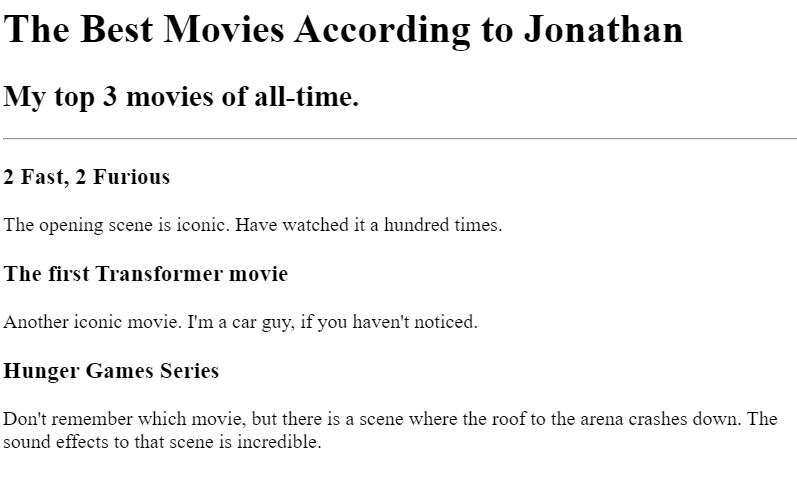 The Best Movies According to Jonathan
My top 3 movies of all-time.
2 Fast, 2 Furious
The opening scene is iconic. Have watched it a hundred times.
The first Transformer movie
Another iconic movie. I'm a car guy, if you haven't noticed.
Hunger Games Series
Don't remember which movie, but there is a scene where the roof to the arena crashes down. The
sound effects to that scene is incredible.